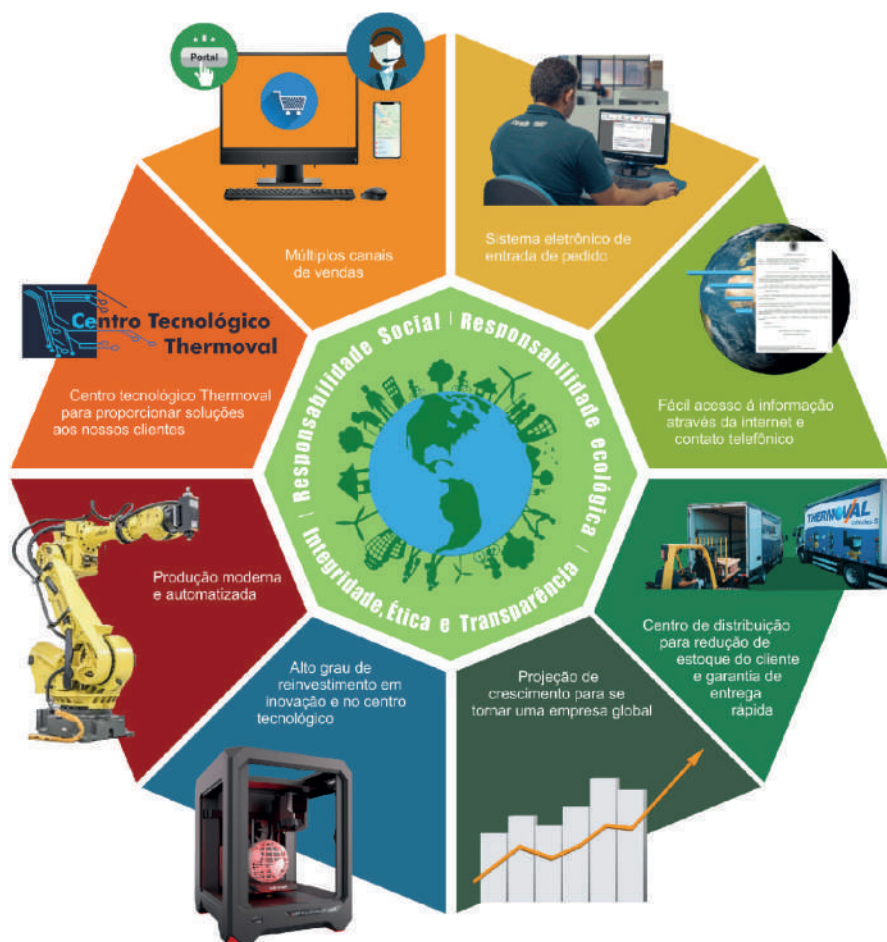 Portal
Múltiplos canais
de vendas
Sistema eletrônico de
entrada de pedido
Fácil acesso á informação
através da internet e
contato telefônico
THERMOVAL
THERMOVAL
Centro de distribuição
para redução de
estoque do cliente
e garantia de
entrega
rápida
Projeção de
crescimento para se
tornar uma empresa global
Alto grau de
reinvestimento em
inovação e no centro
tecnológico
Produção moderna
e automatizada
Centro Tecnológico
Thermoval
Centro tecnológico Thermoval
para proporcionar soluções
aos nossos clientes
Responsabilidade Social | Responsabilidade ecológica |
Integridade, Ética e Transparência |